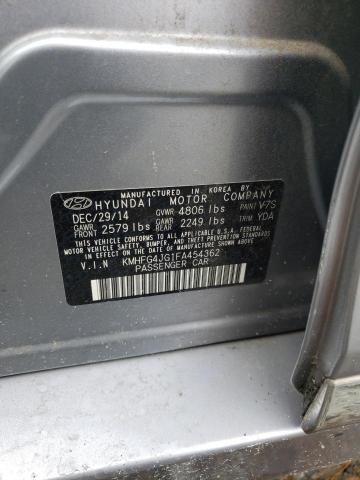 MANUFACTURED IN KOREA BY
HYUNDAI MOTOR COMPANY
DEC/29/14 GVWR 4806 lbs PAINT V7S
GAWR FRONT 2579 lbs GAWR REAR 2249 lbs TRIM YDA
THIS VEHICLE CONFORMS TO ALL APPLICABLE U.S. FEDERAL
MOTOR VEHICLE SAFETY, BUMPER, AND THEFT PREVENTION STANDARDS
IN EFFECT ON THE DATE OF MANUFACTURE SHOWN ABOVE.
V.I.N KMHFG4JG1FA454362
PASSENGER CAR